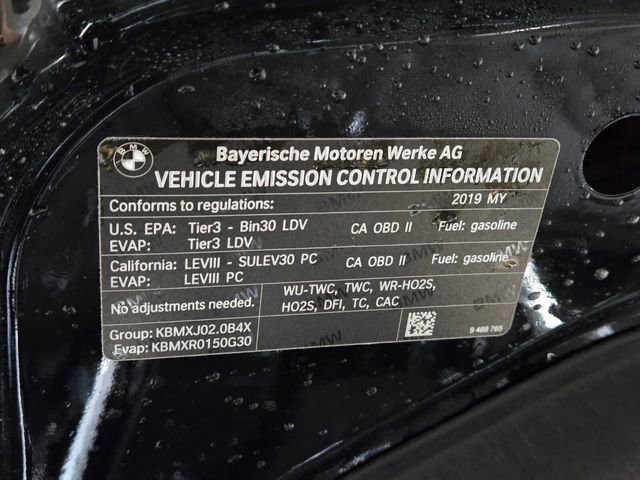 BMW
Bayerische Motoren Werke AG
VEHICLE EMISSION CONTROL INFORMATION
Conforms to regulations: 2019 MY
U.S. EPA: Tier3 - Bin30 LDV CA OBD II Fuel: gasoline
EVAP: Tier3 LDV
California: LEVIII - SULEV30 PC CA OBD II Fuel: gasoline
EVAP: LEVIII PC
No adjustments needed. WU-TWC, TWC, WR-HO2S,
HO2S, DFI, TC, CAC
Group: KBMXJ02.0B4X
Evap: KBMXR0150G30
9 488 765